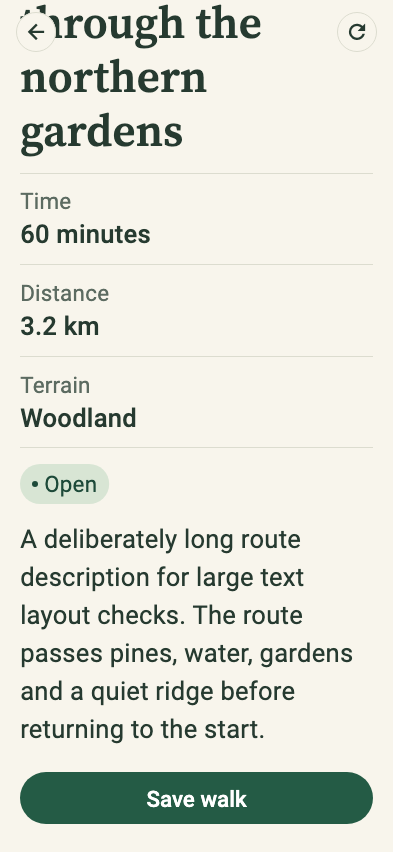 through the
northern
gardens
Time
60 minutes
Distance
3.2 km
Terrain
Woodland
• Open
A deliberately long route
description for large text
layout checks. The route
passes pines, water, gardens
and a quiet ridge before
returning to the start.
Save walk